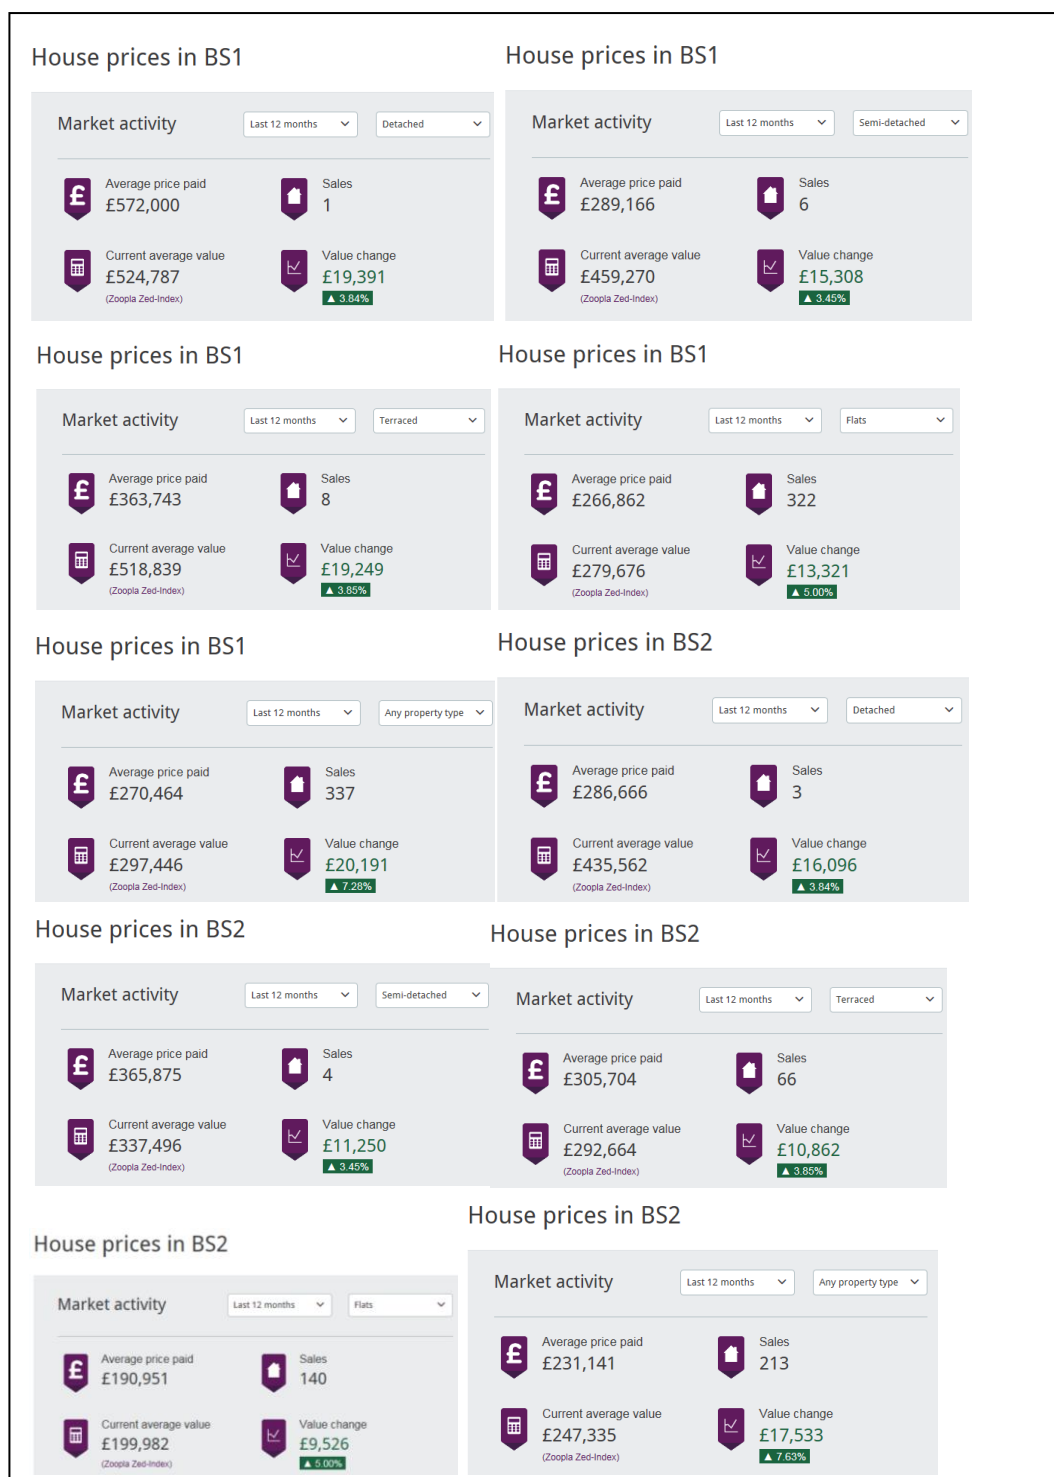 House prices in BS1
Market activity
Last 12 months
Detached
Average price paid
£572,000
Sales
1
Current average value
£524,787
(Zoopla Zed-Index)
Value change
£19,391
▲ 3.84%
House prices in BS1
Market activity
Last 12 months
Semi-detached
Average price paid
£289,166
Sales
6
Current average value
£459,270
(Zoopla Zed-Index)
Value change
£15,308
▲ 3.45%
House prices in BS1
Market activity
Last 12 months
Terraced
Average price paid
£363,743
Sales
8
Current average value
£518,839
(Zoopla Zed-Index)
Value change
£19,249
▲ 3.85%
House prices in BS1
Market activity
Last 12 months
Flats
Average price paid
£266,862
Sales
322
Current average value
£279,676
(Zoopla Zed-Index)
Value change
£13,321
▲ 5.00%
House prices in BS1
Market activity
Last 12 months
Any property type
Average price paid
£270,464
Sales
337
Current average value
£297,446
(Zoopla Zed-Index)
Value change
£20,191
▲ 7.28%
House prices in BS2
Market activity
Last 12 months
Detached
Average price paid
£286,666
Sales
3
Current average value
£435,562
(Zoopla Zed-Index)
Value change
£16,096
▲ 3.84%
House prices in BS2
Market activity
Last 12 months
Semi-detached
Average price paid
£365,875
Sales
4
Current average value
£337,496
(Zoopla Zed-Index)
Value change
£11,250
▲ 3.45%
House prices in BS2
Market activity
Last 12 months
Terraced
Average price paid
£305,704
Sales
66
Current average value
£292,664
(Zoopla Zed-Index)
Value change
£10,862
▲ 3.85%
House prices in BS2
Market activity
Last 12 months
Flats
Average price paid
£190,951
Sales
140
Current average value
£199,982
(Zoopla Zed-Index)
Value change
£9,526
▲ 5.00%
House prices in BS2
Market activity
Last 12 months
Any property type
Average price paid
£231,141
Sales
213
Current average value
£247,335
(Zoopla Zed-Index)
Value change
£17,533
▲ 7.63%